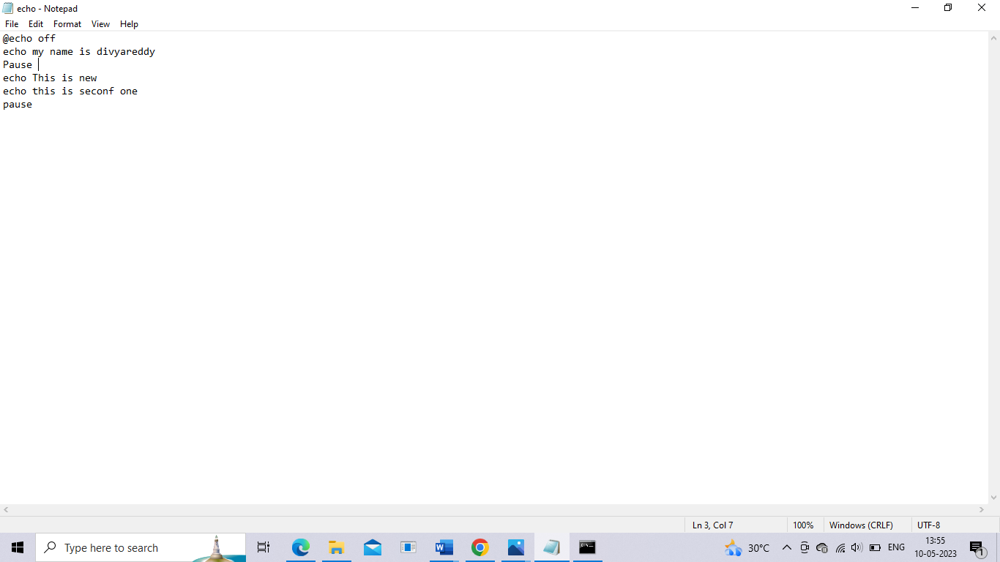 echo - Notepad
File Edit Format View Help
@echo off
echo my name is divyareddy
Pause
echo This is new
echo this is seconf one
pause
Ln 3, Col 7 100% Windows (CRLF) UTF-8
Type here to search
30°C
ENG
13:55
10-05-2023
1